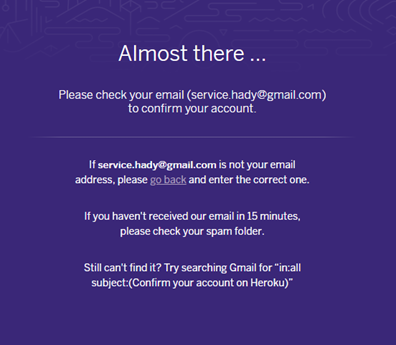 Almost there ...
Please check your email (service.hady@gmail.com)
to confirm your account.
If service.hady@gmail.com is not your email
address, please go back and enter the correct one.
If you haven't received our email in 15 minutes,
please check your spam folder.
Still can't find it? Try searching Gmail for "in:all
subject:(Confirm your account on Heroku)"